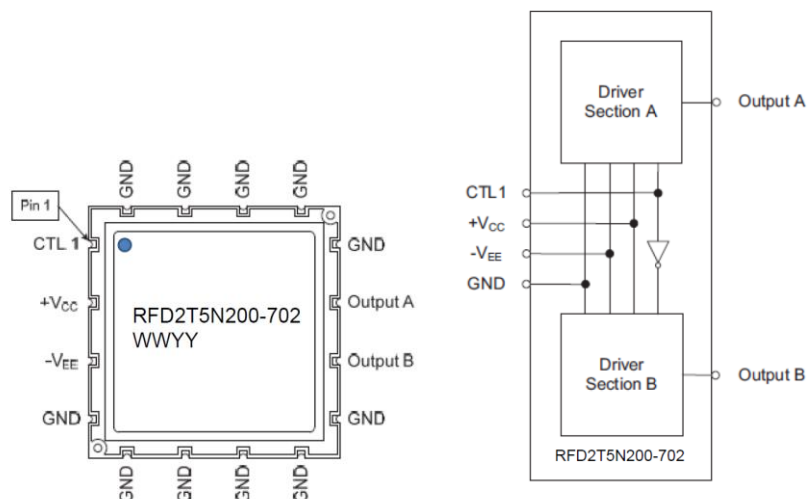 GND GND GND GND
Pin 1
CTL 1
+VCC
-VEE
GND
RFD2T5N200-702
WWYY
GND
Output A
Output B
GND
GND GND GND GND
Driver
Section A
Output A
CTL1
+VCC
-VEE
GND
Driver
Section B
Output B
RFD2T5N200-702